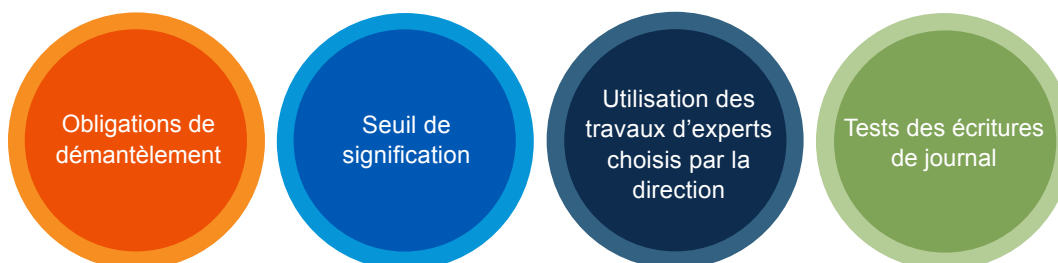 Obligations de
démantèlement
Seuil de
signification
Utilisation des
travaux d’experts
choisis par la
direction
Tests des écritures
de journal